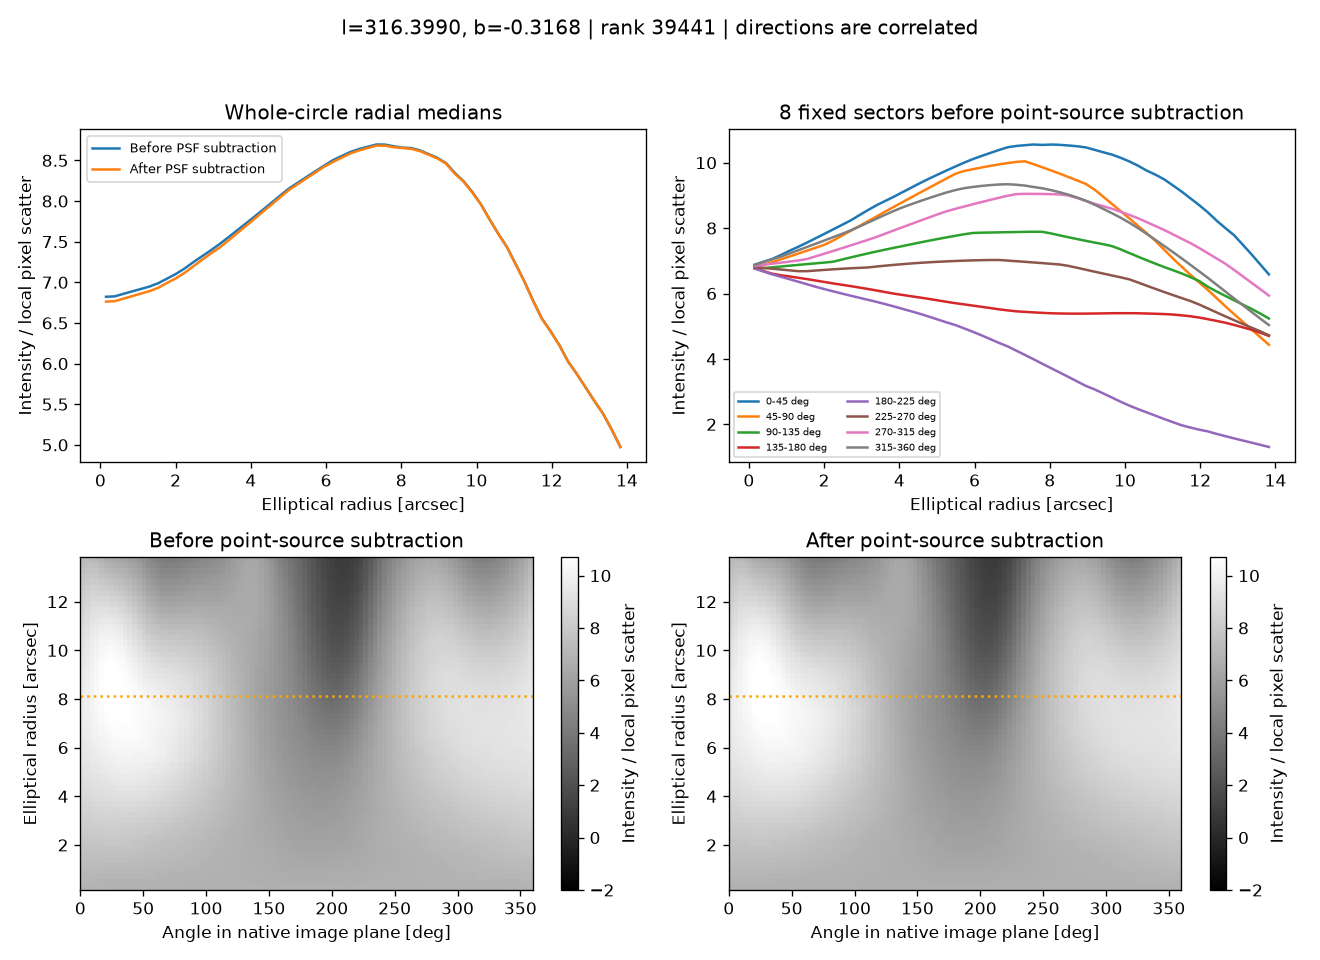 l=316.3990, b=-0.3168 | rank 39441 | directions are correlated
Whole-circle radial medians
Before PSF subtraction
After PSF subtraction
Intensity / local pixel scatter
8.5
8.0
7.5
7.0
6.5
6.0
5.5
5.0
0 2 4 6 8 10 12 14
Elliptical radius [arcsec]
8 fixed sectors before point-source subtraction
Intensity / local pixel scatter
10
8
6
4
2
0-45 deg
45-90 deg
90-135 deg
135-180 deg
180-225 deg
225-270 deg
270-315 deg
315-360 deg
0 2 4 6 8 10 12 14
Elliptical radius [arcsec]
Before point-source subtraction
Elliptical radius [arcsec]
12
10
8
6
4
2
0 50 100 150 200 250 300 350
Angle in native image plane [deg]
10
8
6
4
2
0
−2
Intensity / local pixel scatter
After point-source subtraction
Elliptical radius [arcsec]
12
10
8
6
4
2
0 50 100 150 200 250 300 350
Angle in native image plane [deg]
10
8
6
4
2
0
−2
Intensity / local pixel scatter